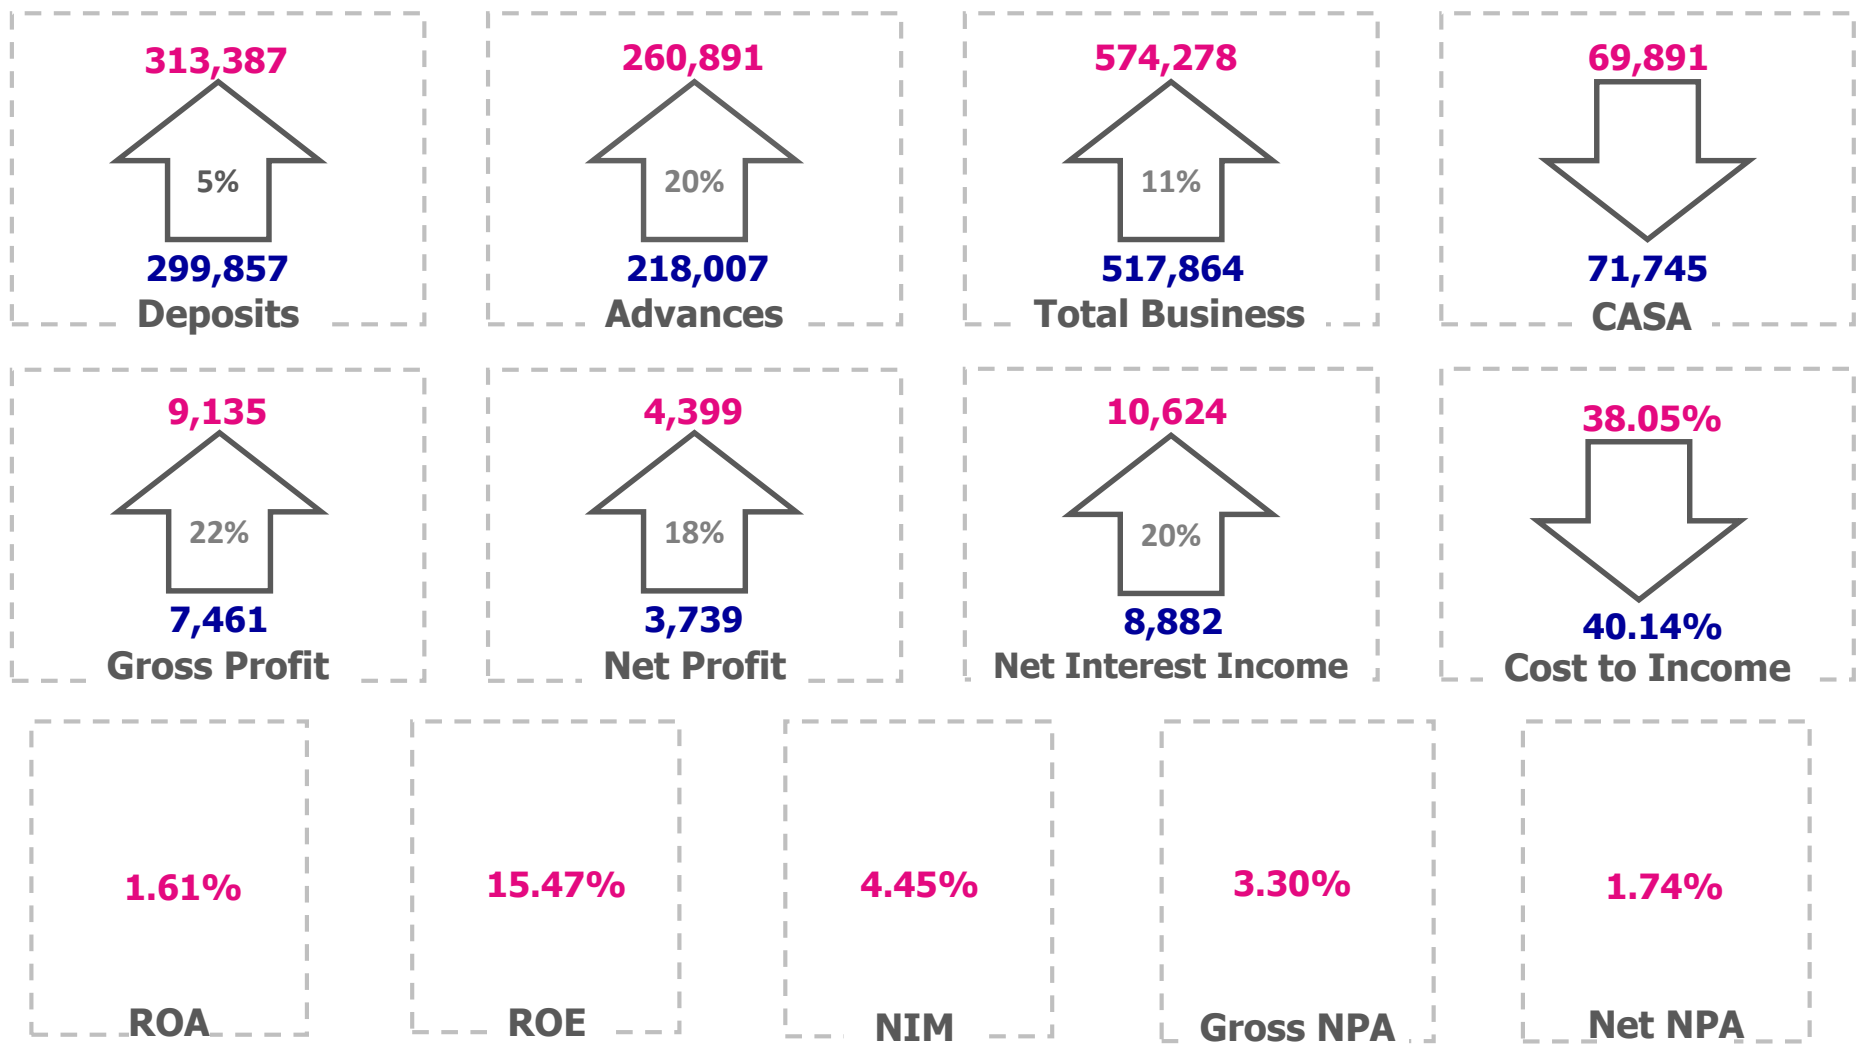 313,387
5%
299,857
Deposits
260,891
20%
218,007
Advances
574,278
11%
517,864
Total Business
69,891
71,745
CASA
9,135
22%
7,461
Gross Profit
4,399
18%
3,739
Net Profit
10,624
20%
8,882
Net Interest Income
38.05%
40.14%
Cost to Income
1.61%
ROA
15.47%
ROE
4.45%
NIM
3.30%
Gross NPA
1.74%
Net NPA